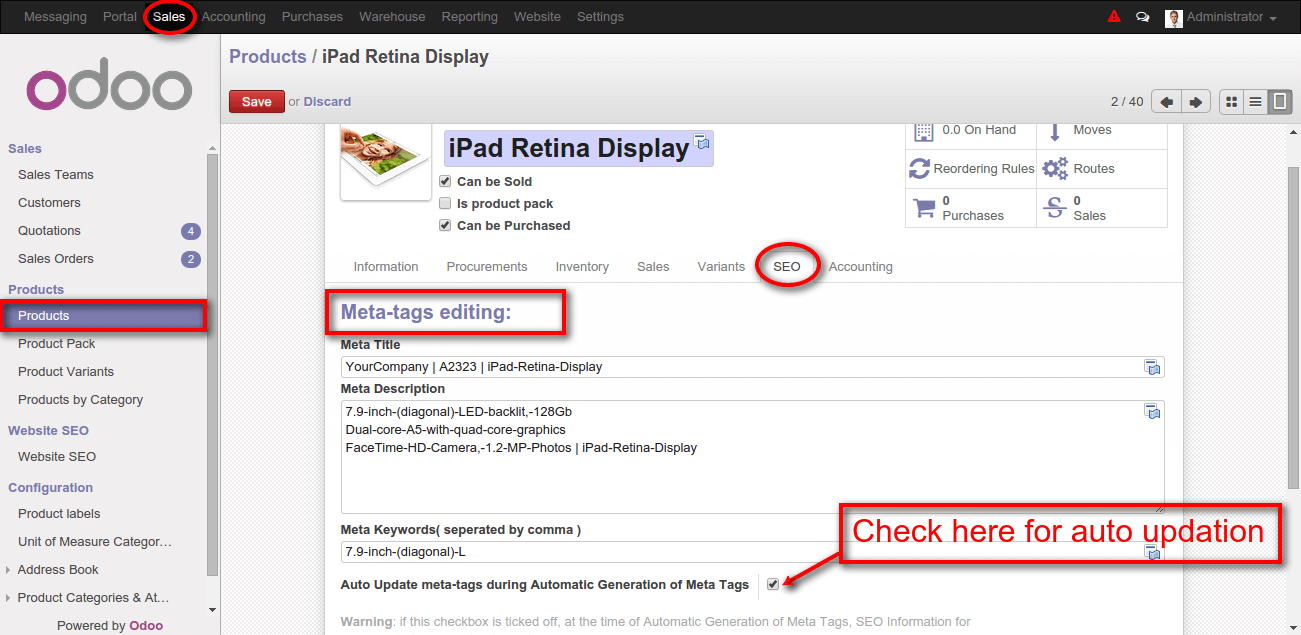 Messaging Portal Sales Accounting Purchases Warehouse Reporting Website Settings Administrator
odoo
Sales
Sales Teams
Customers
Quotations 4
Sales Orders 2
Products
Products
Product Pack
Product Variants
Products by Category
Website SEO
Website SEO
Configuration
Product labels
Unit of Measure Categor…
Address Book
Product Categories & At…
Powered by Odoo
Products / iPad Retina Display
Save or Discard
2 / 40
iPad Retina Display
Can be Sold
Is product pack
Can be Purchased
0.0 On Hand
Moves
Reordering Rules
Routes
0
Purchases
0
Sales
Information Procurements Inventory Sales Variants SEO Accounting
Meta-tags editing:
Meta Title
YourCompany | A2323 | iPad-Retina-Display
Meta Description
7.9-inch-(diagonal)-LED-backlit,-128Gb
Dual-core-A5-with-quad-core-graphics
FaceTime-HD-Camera,-1.2-MP-Photos | iPad-Retina-Display
Meta Keywords( seperated by comma )
7.9-inch-(diagonal)-L
Check here for auto updation
Auto Update meta-tags during Automatic Generation of Meta Tags
Warning: if this checkbox is ticked off, at the time of Automatic Generation of Meta Tags, SEO Information for